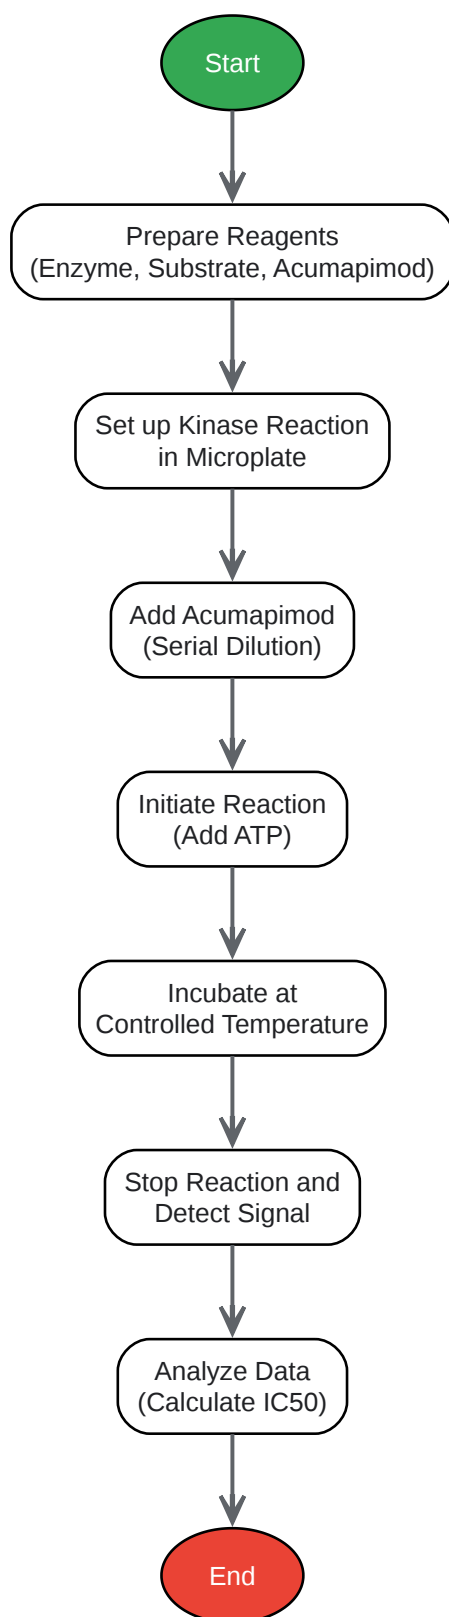 Start
Prepare Reagents
(Enzyme, Substrate, Acumapimod)
Set up Kinase Reaction
in Microplate
Add Acumapimod
(Serial Dilution)
Initiate Reaction
(Add ATP)
Incubate at
Controlled Temperature
Stop Reaction and
Detect Signal
Analyze Data
(Calculate IC50)
End